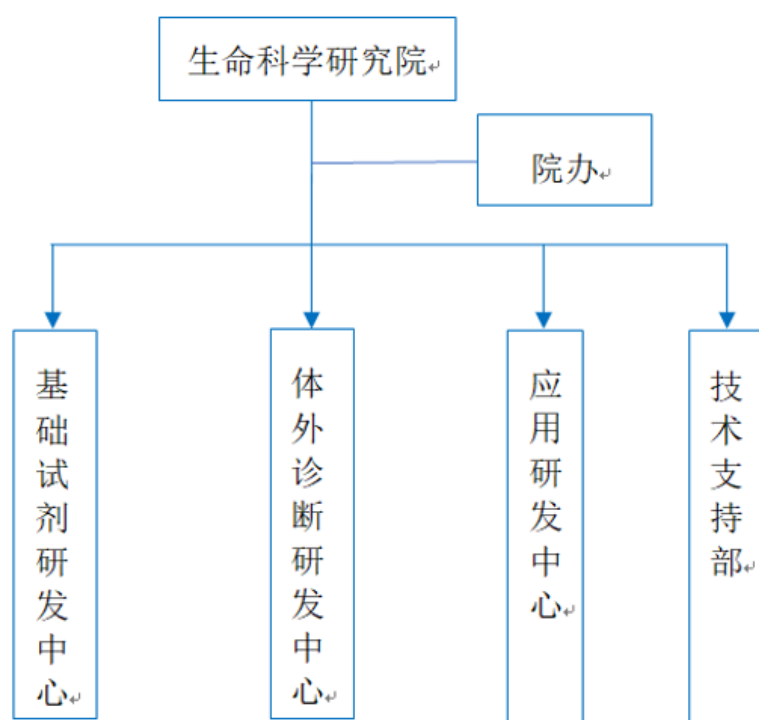 生命科学研究院
院办
基础试剂研发中心
体外诊断研发中心
应用研发中心
技术支持部